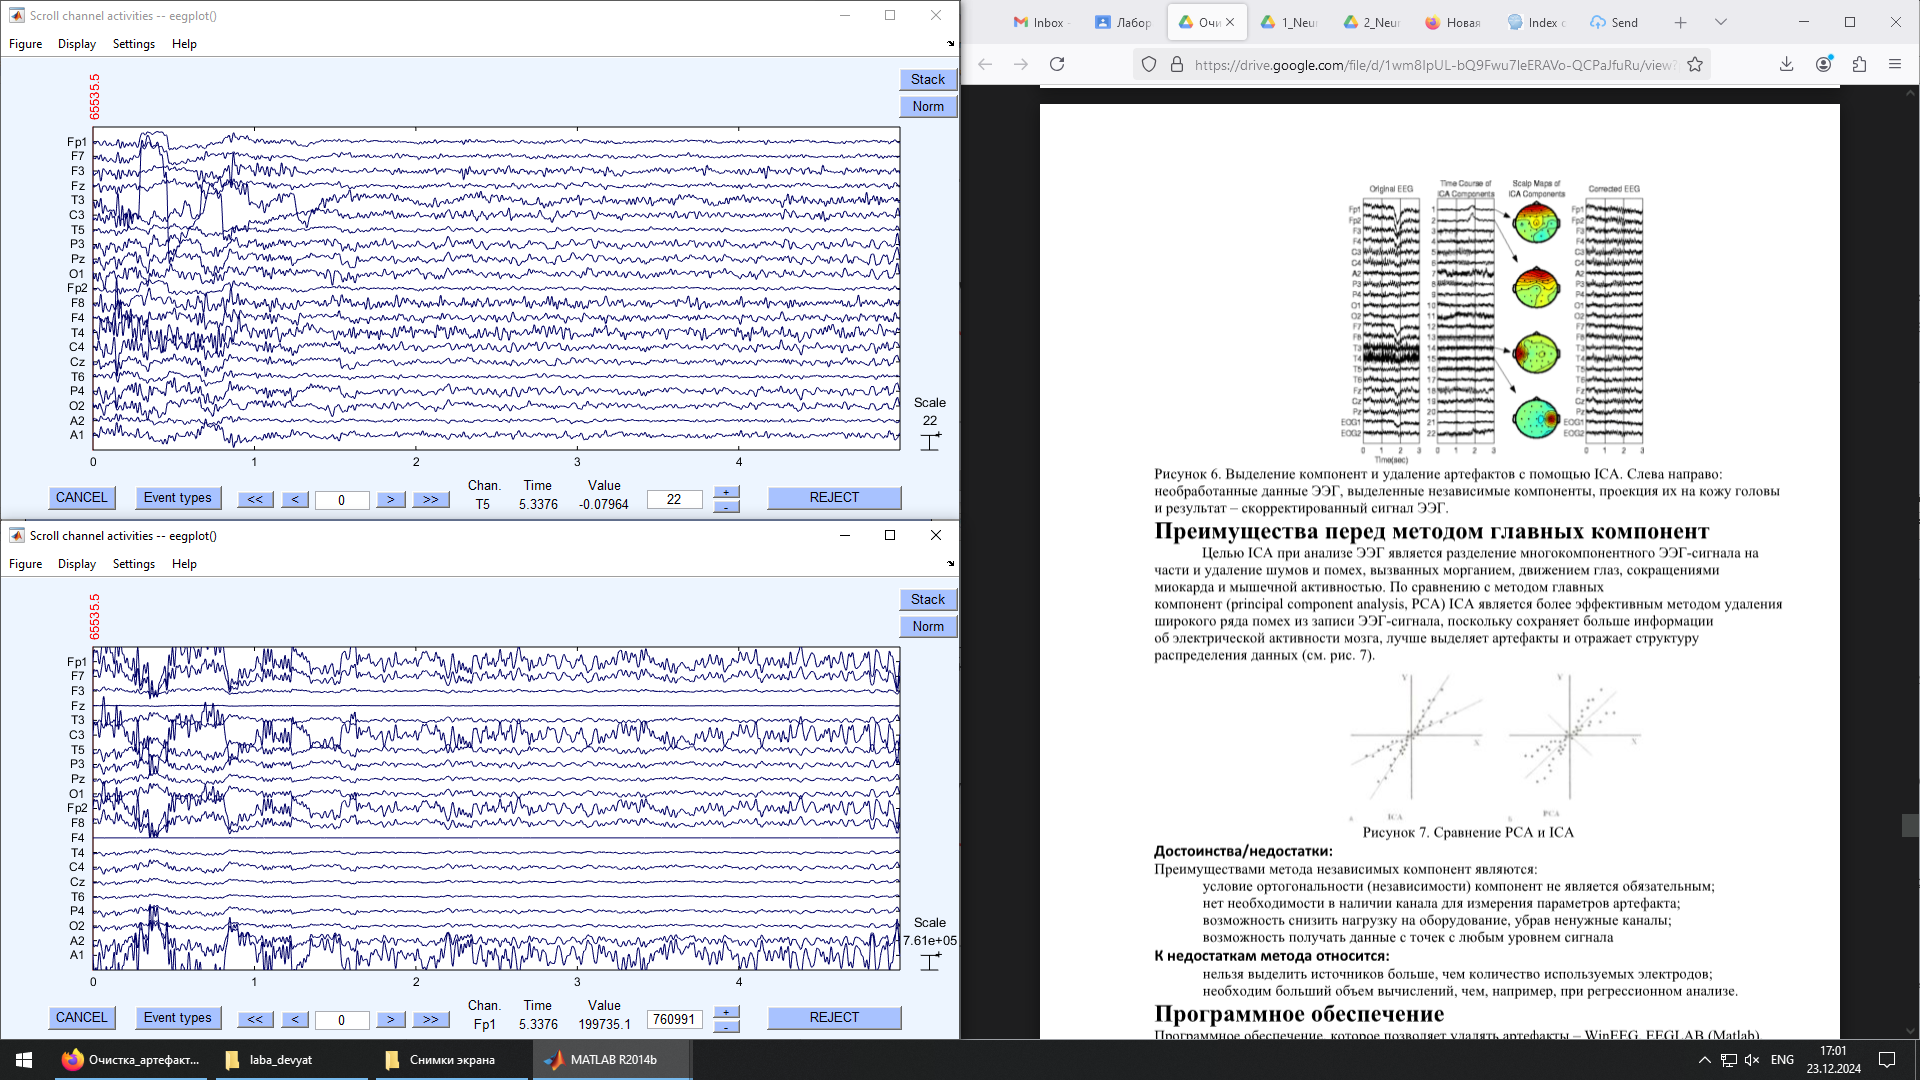 Scroll channel activities -- eegplot()
Figure Display Settings Help
65535.5
Stack
Norm
Fp1
F7
F3
Fz
T3
C3
T5
P3
Pz
O1
Fp2
F8
F4
T4
C4
Cz
T6
P4
O2
A2
A1
0 1 2 3 4
Scale
22
CANCEL Event types << < 0 > >>
Chan. Time Value
T5 5.3376 -0.07964
22
+
-
REJECT
Scroll channel activities -- eegplot()
Figure Display Settings Help
65535.5
Stack
Norm
Fp1
F7
F3
Fz
T3
C3
T5
P3
Pz
O1
Fp2
F8
F4
T4
C4
Cz
T6
P4
O2
A2
A1
0 1 2 3 4
Scale
7.61e+05
CANCEL Event types << < 0 > >>
Chan. Time Value
Fp1 5.3376 199735.1
760991
+
-
REJECT
Inbox Лабор Очи 1_Neu 2_Neu Новая Index Send
https://drive.google.com/file/d/1wm8IpUL-bQ9Fwu7IeERAVo-QCPaJfuRu/view?
Original EEG
Time Course of
ICA Components
Scalp Maps of
ICA Components
Corrected EEG
0 1 2 3
Time(sec)
Рисунок 6. Выделение компонент и удаление артефактов с помощью ICA. Слева направо:
необработанные данные ЭЭГ, выделенные независимые компоненты, проекция их на кожу головы
и результат – скорректированный сигнал ЭЭГ.
Преимущества перед методом главных компонент
Целью ICA при анализе ЭЭГ является разделение многокомпонентного ЭЭГ-сигнала на
части и удаление шумов и помех, вызванных морганием, движением глаз, сокращениями
миокарда и мышечной активностью. По сравнению с методом главных
компонент (principal component analysis, PCA) ICA является более эффективным методом удаления
широкого ряда помех из записи ЭЭГ-сигнала, поскольку сохраняет больше информации
об электрической активности мозга, лучше выделяет артефакты и отражает структуру
распределения данных (см. рис. 7).
Y
X
ICA
Y
X
PCA
Рисунок 7. Сравнение PCA и ICA
Достоинства/недостатки:
Преимуществами метода независимых компонент являются:
условие ортогональности (независимости) компонент не является обязательным;
нет необходимости в наличии канала для измерения параметров артефакта;
возможность снизить нагрузку на оборудование, убрав ненужные каналы;
возможность получать данные с точек с любым уровнем сигнала
К недостаткам метода относится:
нельзя выделить источников больше, чем количество используемых электродов;
необходим больший объем вычислений, чем, например, при регрессионном анализе.
Программное обеспечение
Программное обеспечение, которое позволяет удалять артефакты – WinEEG, EEGLAB (Matlab)
Очистка_артефакт...
laba_devyat
Снимки экрана
MATLAB R2014b
ENG
17:01
23.12.2024